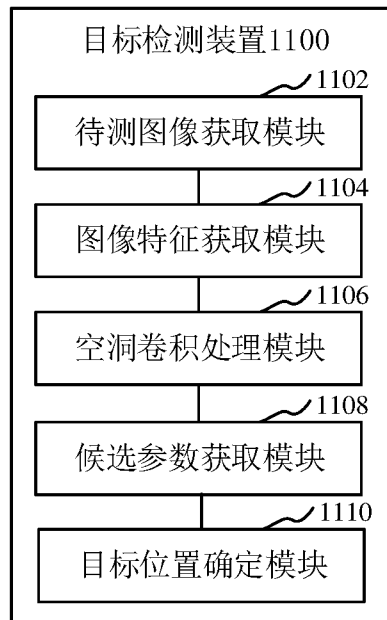 目标检测装置1100
1102
待测图像获取模块
1104
图像特征获取模块
1106
空洞卷积处理模块
1108
候选参数获取模块
1110
目标位置确定模块